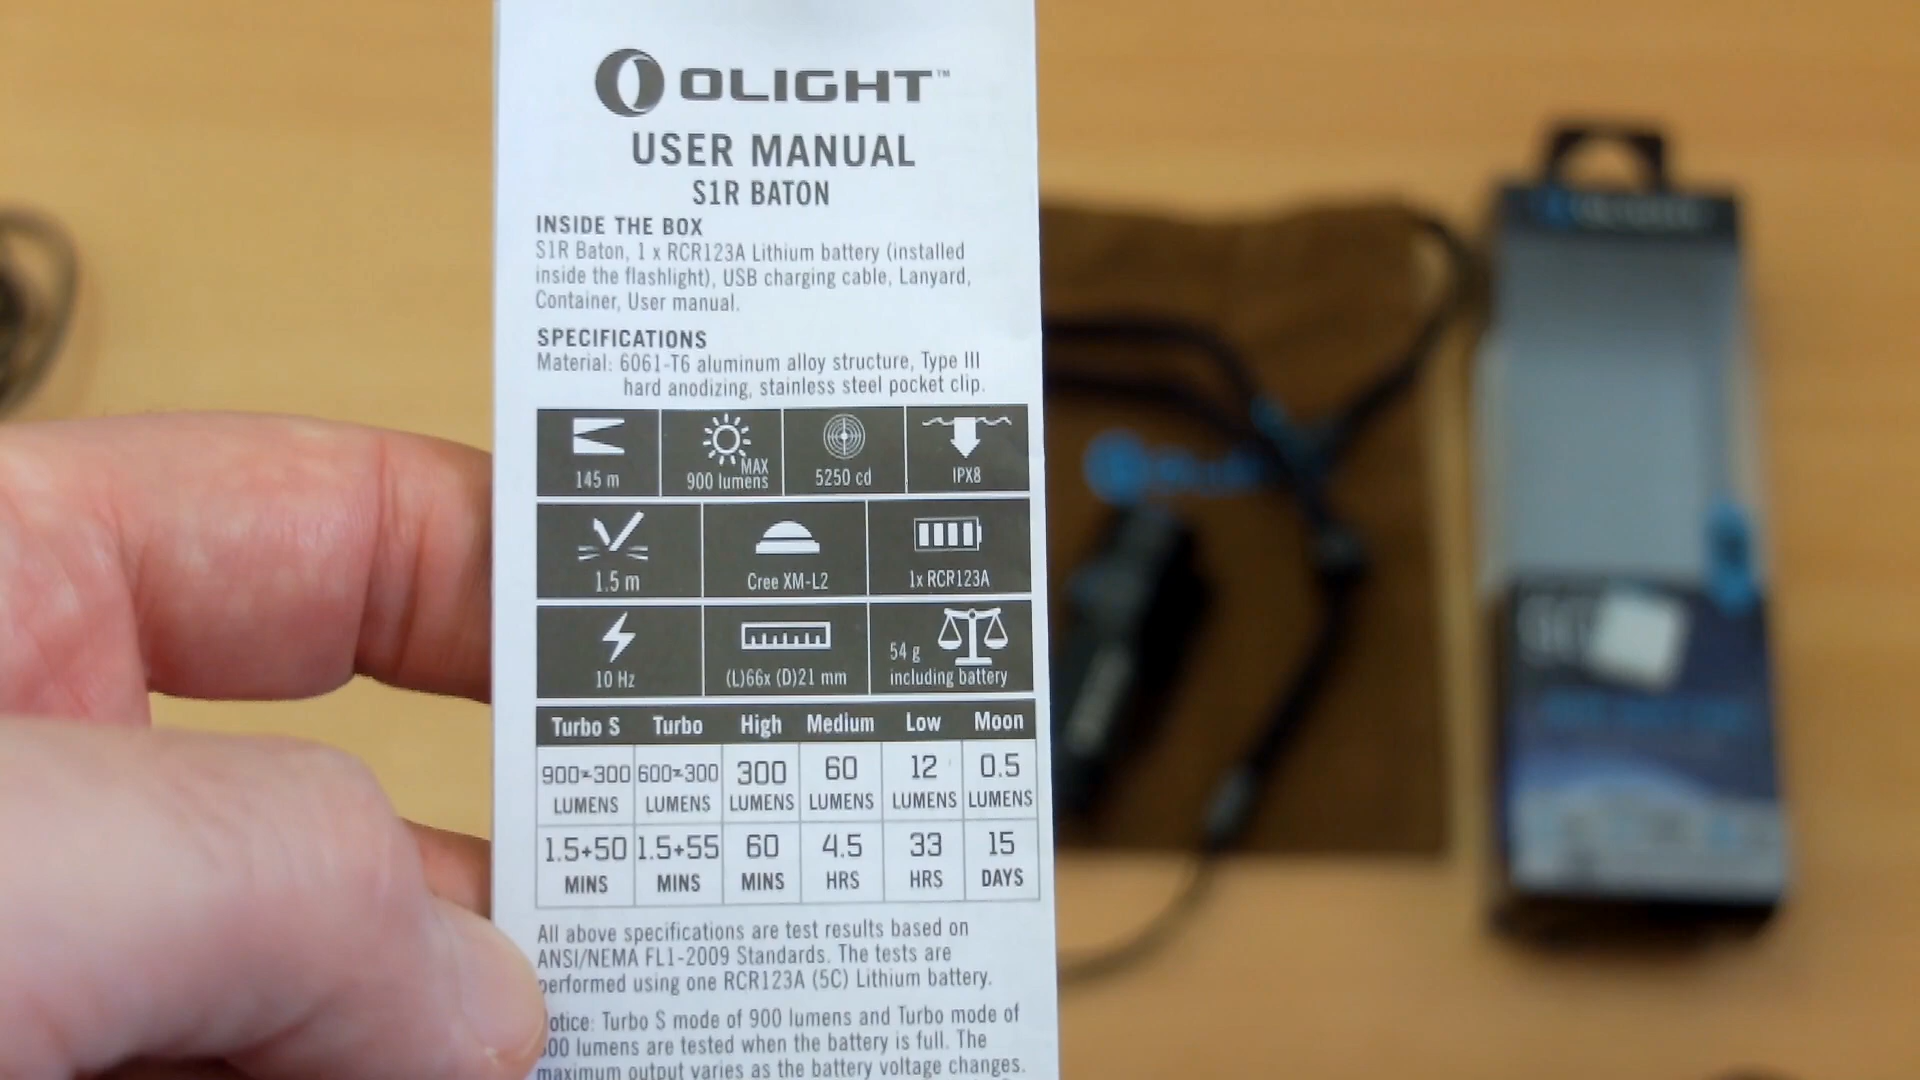 OLIGHT™
USER MANUAL
S1R BATON
INSIDE THE BOX
S1R Baton, 1 x RCR123A Lithium battery (installed
inside the flashlight), USB charging cable, Lanyard,
Container, User manual.
SPECIFICATIONS
Material: 6061-T6 aluminum alloy structure, Type III
hard anodizing, stainless steel pocket clip.
145 m
MAX
900 lumens
5250 cd
IPX8
1.5 m
Cree XM-L2
1x RCR123A
10 Hz
(L)66x (D)21 mm
54 g
including battery
Turbo S Turbo High Medium Low Moon
900~300 600~300 300 60 12 0.5
LUMENS LUMENS LUMENS LUMENS LUMENS LUMENS
1.5+50 1.5+55 60 4.5 33 15
MINS MINS MINS HRS HRS DAYS
All above specifications are test results based on
ANSI/NEMA FL1-2009 Standards. The tests are
performed using one RCR123A (5C) Lithium battery.
otice: Turbo S mode of 900 lumens and Turbo mode of
00 lumens are tested when the battery is full. The
maximum output varies as the battery voltage changes.